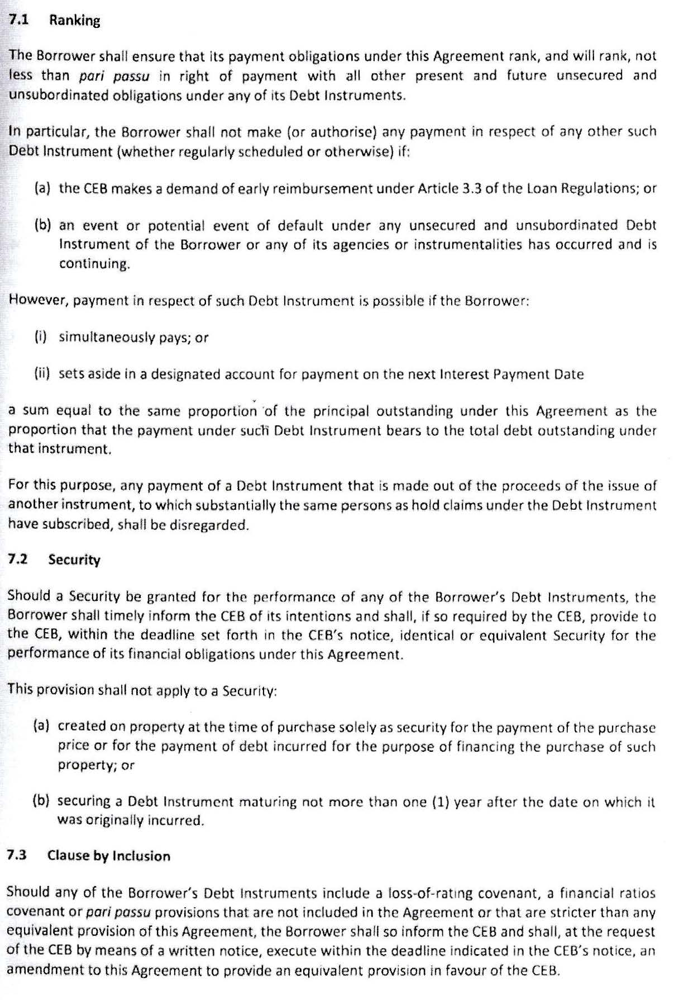 7.1 Ranking
The Borrower shall ensure that its payment obligations under this Agreement rank, and will rank, not
less than pari passu in right of payment with all other present and future unsecured and
unsubordinated obligations under any of its Debt Instruments.
In particular, the Borrower shall not make (or authorise) any payment in respect of any other such
Debt Instrument (whether regularly scheduled or otherwise) if:
(a) the CEB makes a demand of early reimbursement under Article 3.3 of the Loan Regulations; or
(b) an event or potential event of default under any unsecured and unsubordinated Debt
Instrument of the Borrower or any of its agencies or instrumentalities has occurred and is
continuing.
However, payment in respect of such Debt Instrument is possible if the Borrower:
(i) simultaneously pays; or
(ii) sets aside in a designated account for payment on the next Interest Payment Date
a sum equal to the same proportion of the principal outstanding under this Agreement as the
proportion that the payment under such Debt Instrument bears to the total debt outstanding under
that instrument.
For this purpose, any payment of a Debt Instrument that is made out of the proceeds of the issue of
another instrument, to which substantially the same persons as hold claims under the Debt Instrument
have subscribed, shall be disregarded.
7.2 Security
Should a Security be granted for the performance of any of the Borrower's Debt Instruments, the
Borrower shall timely inform the CEB of its intentions and shall, if so required by the CEB, provide to
the CEB, within the deadline set forth in the CEB's notice, identical or equivalent Security for the
performance of its financial obligations under this Agreement.
This provision shall not apply to a Security:
(a) created on property at the time of purchase solely as security for the payment of the purchase
price or for the payment of debt incurred for the purpose of financing the purchase of such
property; or
(b) securing a Debt Instrument maturing not more than one (1) year after the date on which it
was originally incurred.
7.3 Clause by Inclusion
Should any of the Borrower's Debt Instruments include a loss-of-rating covenant, a financial ratios
covenant or pari passu provisions that are not included in the Agreement or that are stricter than any
equivalent provision of this Agreement, the Borrower shall so inform the CEB and shall, at the request
of the CEB by means of a written notice, execute within the deadline indicated in the CEB's notice, an
amendment to this Agreement to provide an equivalent provision in favour of the CEB.